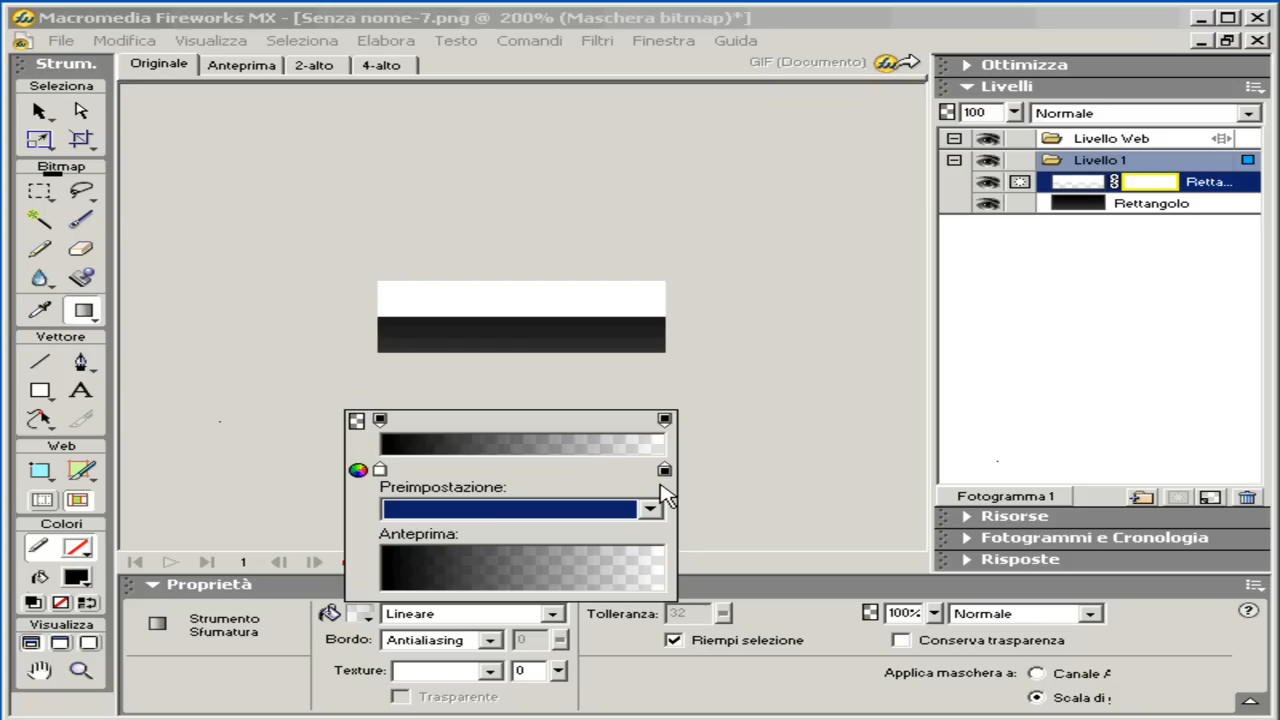 Macromedia Fireworks MX - [Senza nome-7.png @ 200% (Maschera bitmap)*]
File Modifica Visualizza Seleziona Elabora Testo Comandi Filtri Finestra Guida
Strum.
Originale Anteprima 2-alto 4-alto
GIF (Documento)
Ottimizza
Livelli
Seleziona
100 Normale
Livello Web
Livello 1
Retta...
Rettangolo
Bitmap
Vettore
Web
Preimpostazione:
Anteprima:
Fotogramma 1
Risorse
Fotogrammi e Cronologia
Risposte
Colori
1
Proprietà
Strumento
Sfumatura
Lineare
Tolleranza: 32
100% Normale
Bordo: Antialiasing 0
Riempi selezione
Conserva trasparenza
Texture: 0
Trasparente
Applica maschera a:
Canale A
Scala di
Visualizza